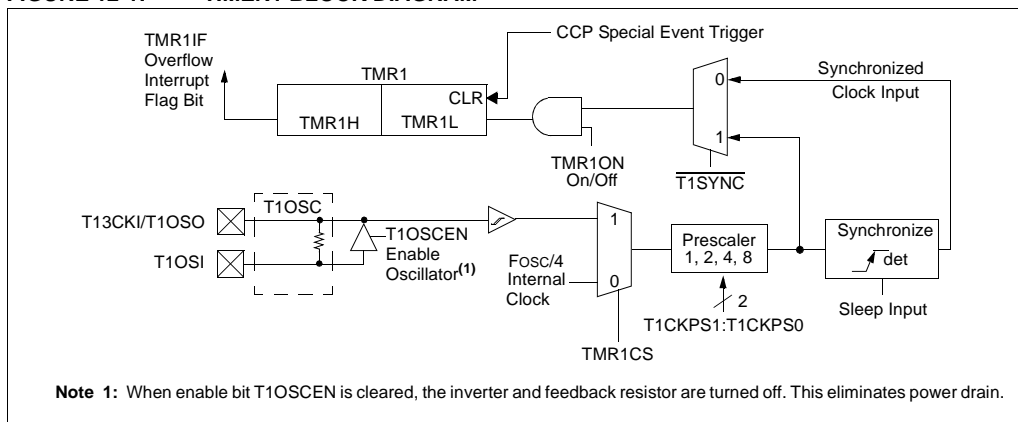 CCP Special Event Trigger
TMR1IF
Overflow
Interrupt
Flag Bit
TMR1
CLR
TMR1H
TMR1L
0
1
Synchronized
Clock Input
TMR1ON
On/Off
T1SYNC
T13CKI/T1OSO
T1OSC
T1OSI
T1OSCEN
Enable
Oscillator(1)
FOSC/4
Internal
Clock
1
0
Prescaler
1, 2, 4, 8
Synchronize
det
2
T1CKPS1:T1CKPS0
Sleep Input
TMR1CS
Note 1: When enable bit T1OSCEN is cleared, the inverter and feedback resistor are turned off. This eliminates power drain.